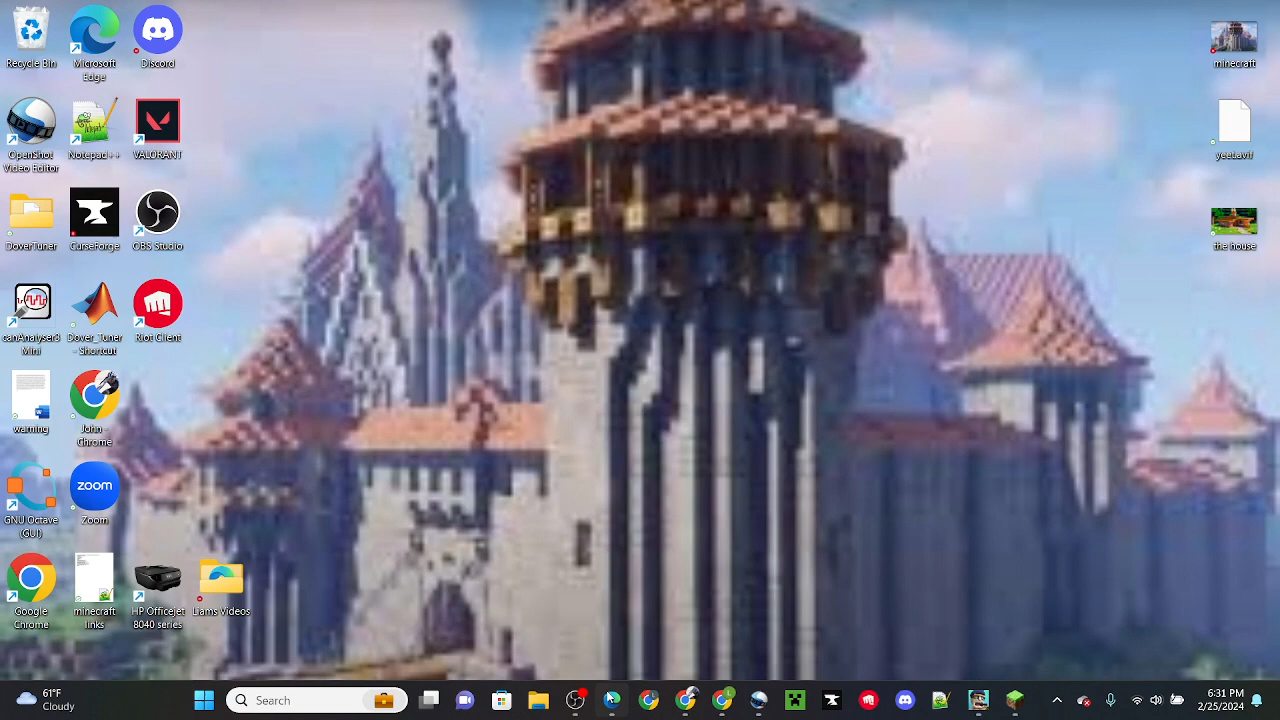 Recycle Bin
Microsoft
Edge
Discord
OpenShot
Video Editor
Notepad++
VALORANT
DoverTuner
CurseForge
OBS Studio
canAnalyser3
Mini
Dover_Tuner
- Shortcut
Riot Client
warning
John -
Chrome
GNU Octave
(GUI)
zoom
Zoom
Google
Chrome
minecraft
links
HP Officejet
8040 series
Liams Videos
minecraft
yeet.avif
the house
61°F
Cloudy
Search
5:31 PM
2/25/2024